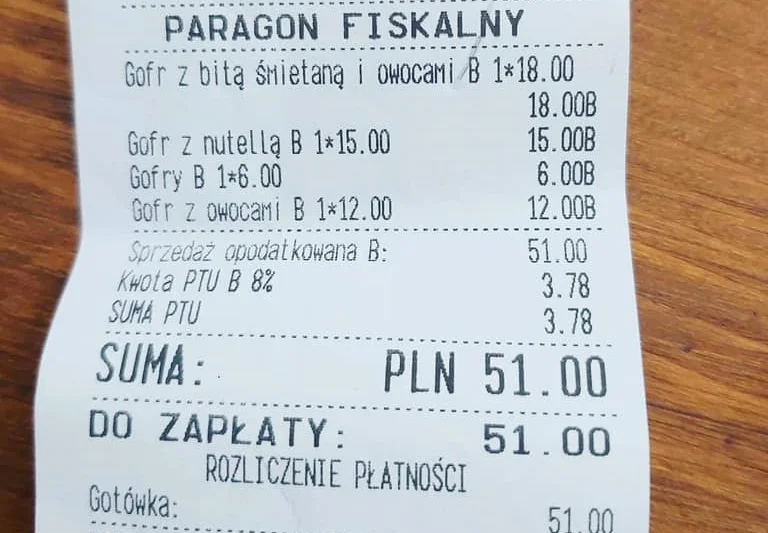 PARAGON FISKALNY
Gofr z bitą śmietaną i owocami B 1*18.00
18.00B
Gofr z nutellą B 1*15.00 15.00B
Gofry B 1*6.00 6.00B
Gofr z owocami B 1*12.00 12.00B
Sprzedaż opodatkowana B: 51.00
Kwota PTU B 8% 3.78
SUMA PTU 3.78
SUMA: PLN 51.00
DO ZAPŁATY: 51.00
ROZLICZENIE PŁATNOŚCI
Gotówka: 51.00